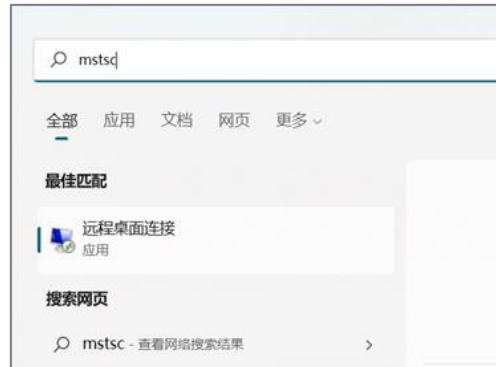 mstsc
全部 应用 文档 网页 更多
最佳匹配
远程桌面连接
应用
搜索网页
mstsc - 查看网络搜索结果